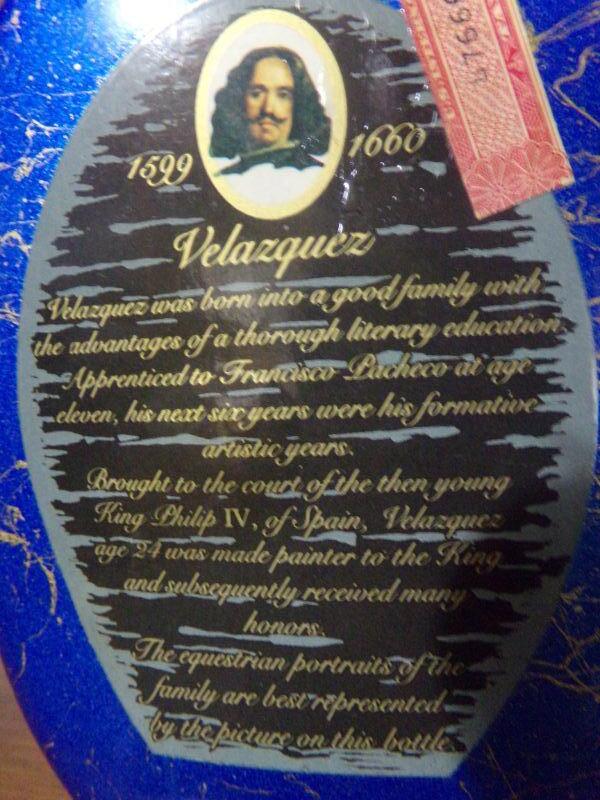 1599
1660
Velazquez
Velazquez was born into a good family with
the advantages of a thorough literary education.
Apprenticed to Francisco Pacheco at age
eleven, his next six years were his formative
artistic years.
Brought to the court of the then young
King Philip IV, of Spain, Velazquez
age 24 was made painter to the King
and subsequently received many
honors.
The equestrian portraits of the
family are best represented
by the picture on this bottle.